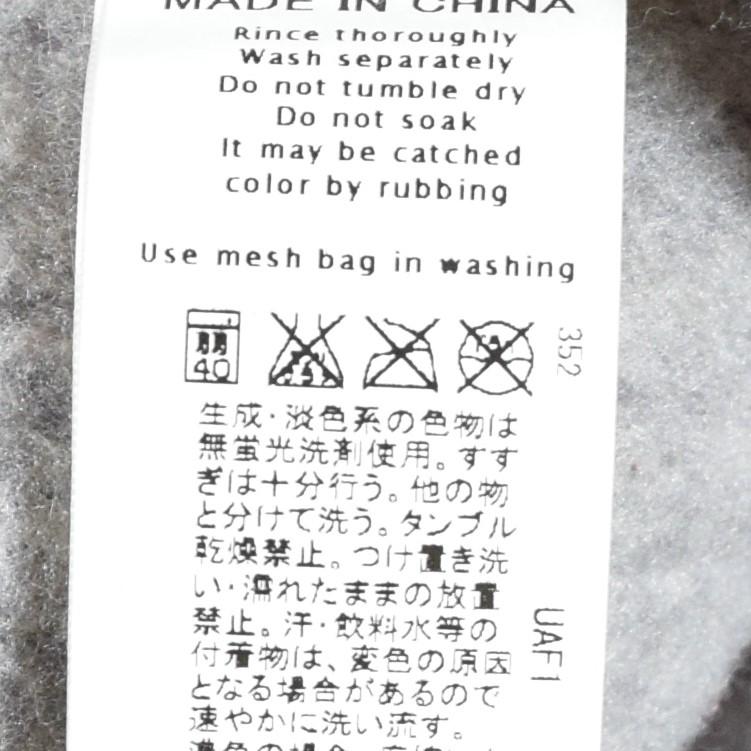 MADE IN CHINA
Rince thoroughly
Wash separately
Do not tumble dry
Do not soak
It may be catched
color by rubbing
Use mesh bag in washing
40
352
生成・淡色系の色物は
無蛍光洗剤使用。すす
ぎは十分行う。他の物
と分けて洗う。タンブル
乾燥禁止。つけ置き洗
い・濡れたままの放置
禁止。汗・飲料水等の
付着物は、変色の原因
となる場合があるので
速やかに洗い流す。
UAF1